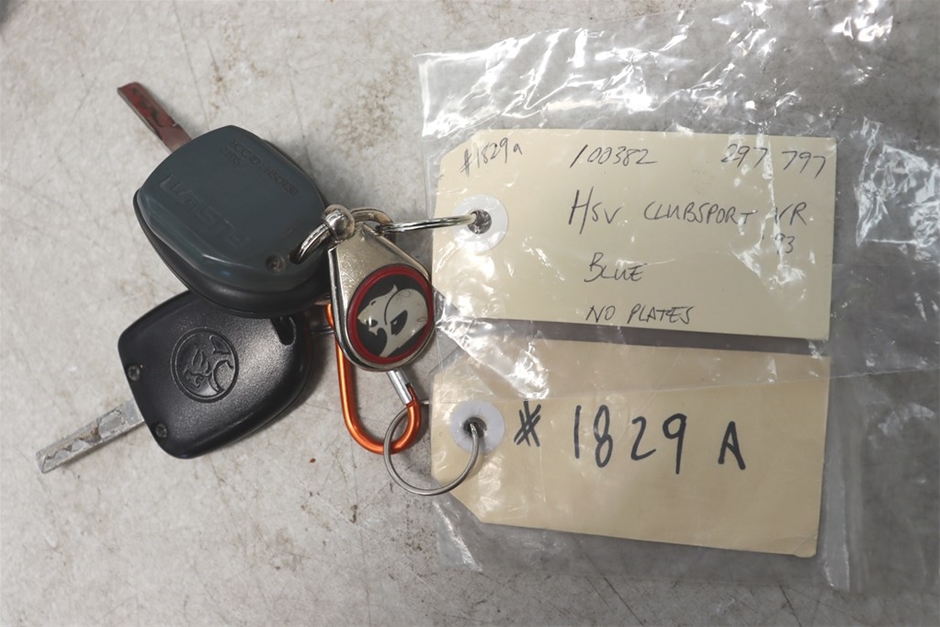 #1829a 100382 297 797
HSV CLUBSPORT VR
'93
BLUE
NO PLATES
# 1829 A